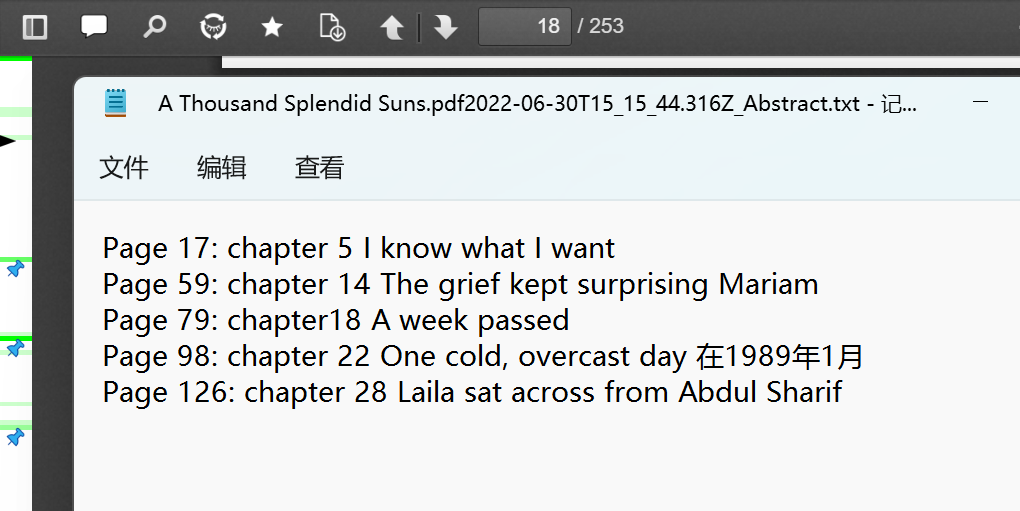 18 / 253
A Thousand Splendid Suns.pdf2022-06-30T15_15_44.316Z_Abstract.txt - 记...
文件 编辑 查看
Page 17: chapter 5 I know what I want
Page 59: chapter 14 The grief kept surprising Mariam
Page 79: chapter18 A week passed
Page 98: chapter 22 One cold, overcast day 在1989年1月
Page 126: chapter 28 Laila sat across from Abdul Sharif